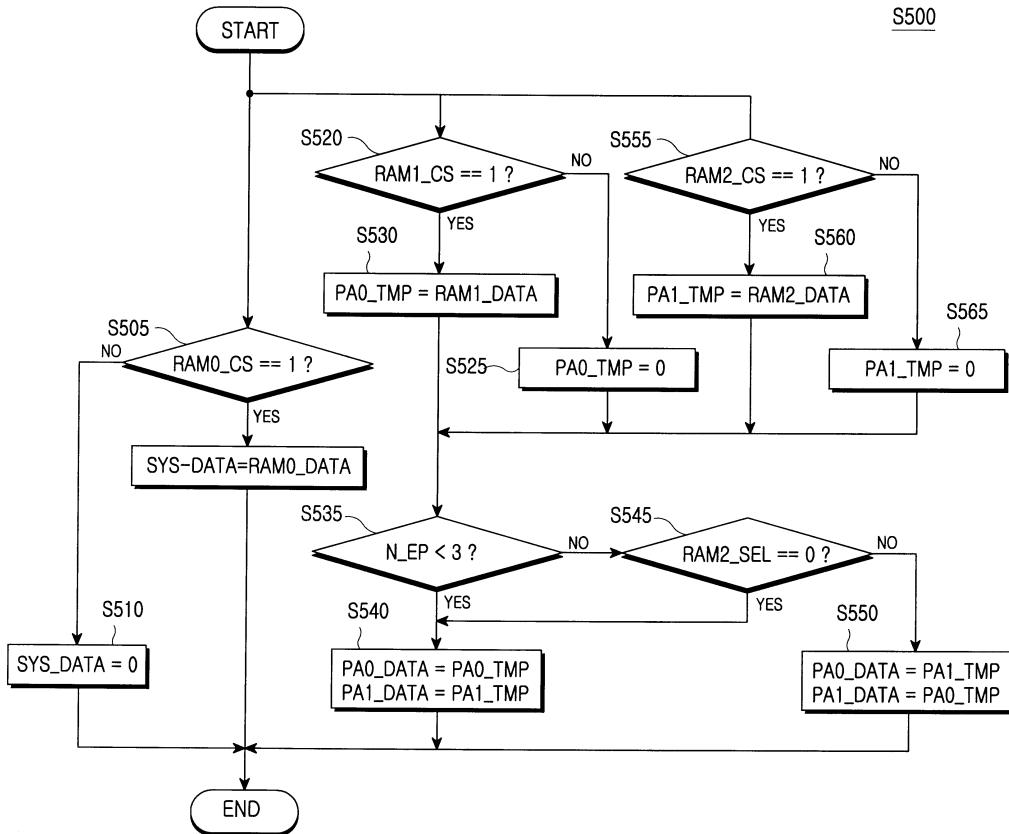 START
S500
S520
RAM1_CS == 1 ?
NO
YES
S555
RAM2_CS == 1 ?
NO
YES
S530
PA0_TMP = RAM1_DATA
S560
PA1_TMP = RAM2_DATA
S505
NO
RAM0_CS == 1 ?
YES
S525
PA0_TMP = 0
S565
PA1_TMP = 0
SYS-DATA=RAM0_DATA
S535
N_EP < 3 ?
NO
YES
S545
RAM2_SEL == 0 ?
NO
YES
S510
SYS_DATA = 0
S540
PA0_DATA = PA0_TMP
PA1_DATA = PA1_TMP
S550
PA0_DATA = PA1_TMP
PA1_DATA = PA0_TMP
END